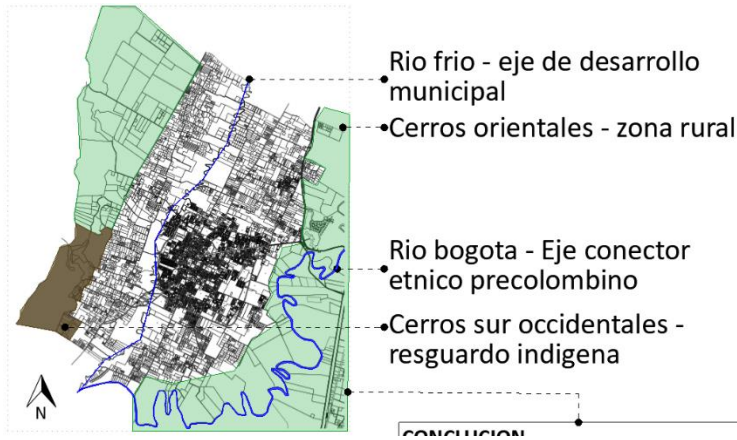 Rio frio - eje de desarrollo
municipal
Cerros orientales - zona rural
Rio bogota - Eje conector
etnico precolombino
Cerros sur occidentales -
resguardo indigena
N
CONCLUCION